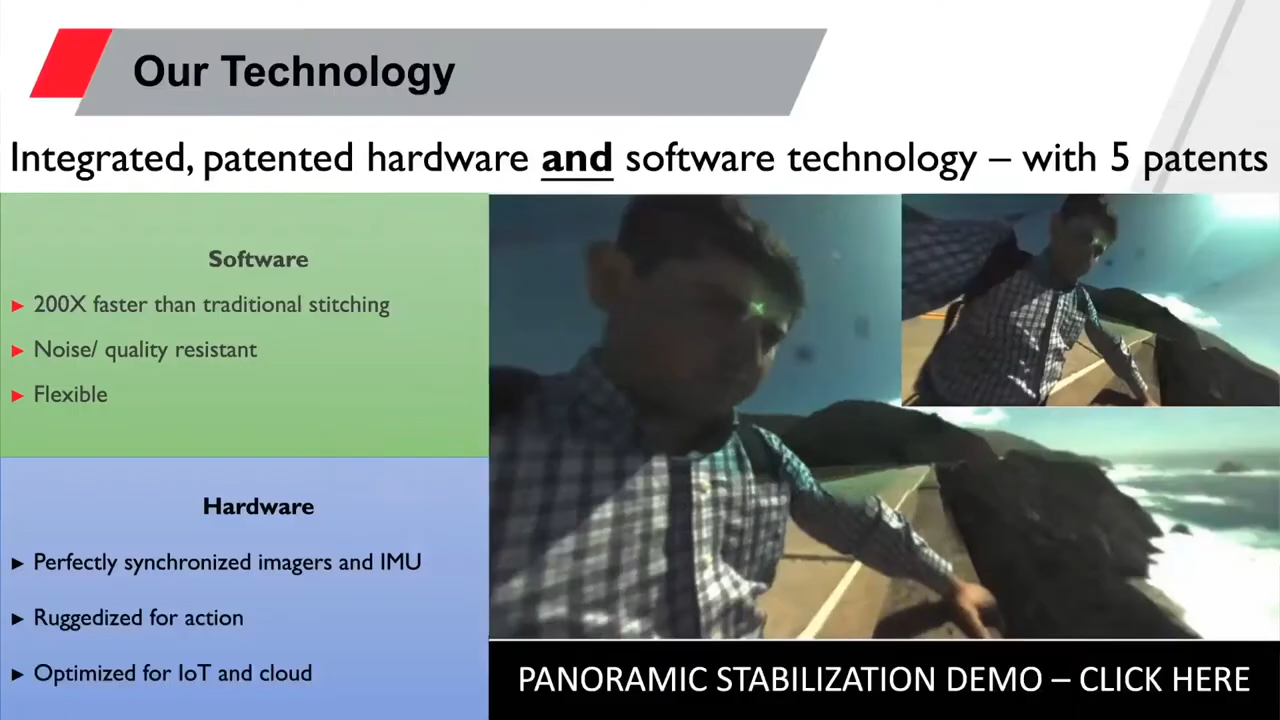 Our Technology
Integrated, patented hardware and software technology – with 5 patents
Software
► 200X faster than traditional stitching
► Noise/ quality resistant
► Flexible
Hardware
► Perfectly synchronized imagers and IMU
► Ruggedized for action
► Optimized for IoT and cloud
PANORAMIC STABILIZATION DEMO – CLICK HERE